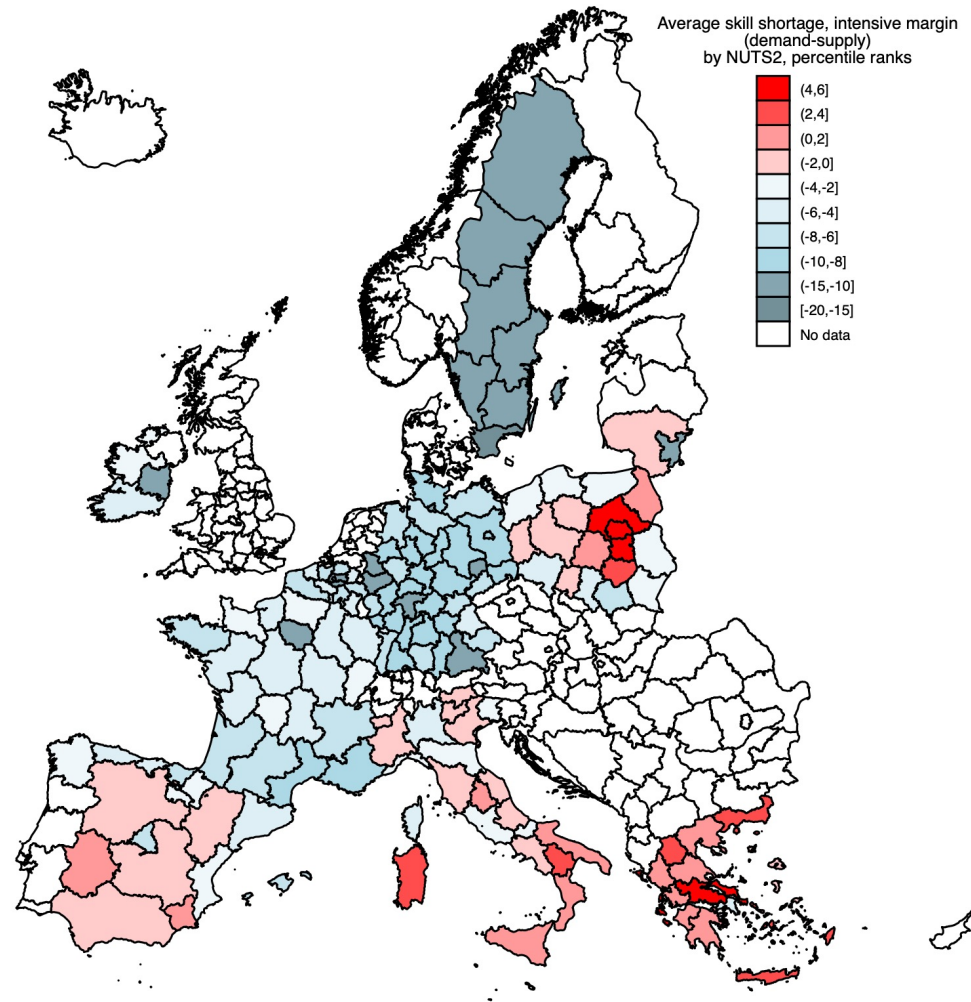 Average skill shortage, intensive margin
(demand-supply)
by NUTS2, percentile ranks
(4,6]
(2,4]
(0,2]
(-2,0]
(-4,-2]
(-6,-4]
(-8,-6]
(-10,-8]
(-15,-10]
[-20,-15]
No data